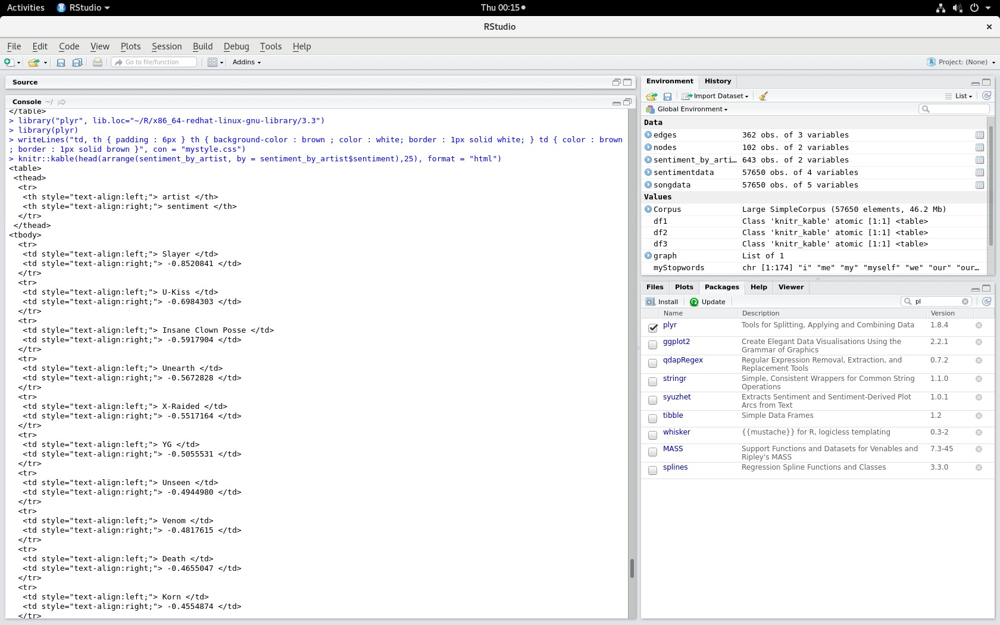 Activities RStudio Thu 00:15
RStudio
File Edit Code View Plots Session Build Debug Tools Help
Go to file/function Addins Project: (None)
Source
Console ~/
</table>
> library("plyr", lib.loc="~/R/x86_64-redhat-linux-gnu-library/3.3")
> library(plyr)
> writeLines("td, th { padding : 6px } th { background-color : brown ; color : white; border : 1px solid white; } td { color : brown
; border : 1px solid brown }", con = "mystyle.css")
> knitr::kable(head(arrange(sentiment_by_artist, by = sentiment_by_artist$sentiment),25), format = "html")
<table>
<thead>
<tr>
<th style="text-align:left;"> artist </th>
<th style="text-align:right;"> sentiment </th>
</tr>
</thead>
<tbody>
<tr>
<td style="text-align:left;"> Slayer </td>
<td style="text-align:right;"> -0.8520841 </td>
</tr>
<tr>
<td style="text-align:left;"> U-Kiss </td>
<td style="text-align:right;"> -0.6984303 </td>
</tr>
<tr>
<td style="text-align:left;"> Insane Clown Posse </td>
<td style="text-align:right;"> -0.5917904 </td>
</tr>
<tr>
<td style="text-align:left;"> Unearth </td>
<td style="text-align:right;"> -0.5672828 </td>
</tr>
<tr>
<td style="text-align:left;"> X-Raided </td>
<td style="text-align:right;"> -0.5517164 </td>
</tr>
<tr>
<td style="text-align:left;"> YG </td>
<td style="text-align:right;"> -0.5055531 </td>
</tr>
<tr>
<td style="text-align:left;"> Unseen </td>
<td style="text-align:right;"> -0.4944980 </td>
</tr>
<tr>
<td style="text-align:left;"> Venom </td>
<td style="text-align:right;"> -0.4817615 </td>
</tr>
<tr>
<td style="text-align:left;"> Death </td>
<td style="text-align:right;"> -0.4655047 </td>
</tr>
<tr>
<td style="text-align:left;"> Korn </td>
<td style="text-align:right;"> -0.4554874 </td>
</tr>
Environment History
Import Dataset List
Global Environment
Data
edges 362 obs. of 3 variables
nodes 102 obs. of 2 variables
sentiment_by_arti… 643 obs. of 2 variables
sentimentdata 57650 obs. of 4 variables
songdata 57650 obs. of 5 variables
Values
Corpus Large SimpleCorpus (57650 elements, 46.2 Mb)
df1 Class 'knitr_kable' atomic [1:1] <table>
df2 Class 'knitr_kable' atomic [1:1] <table>
df3 Class 'knitr_kable' atomic [1:1] <table>
graph List of 1
myStopwords chr [1:174] "i" "me" "my" "myself" "we" "our" "our…
Files Plots Packages Help Viewer
Install Update pl
Name Description Version
plyr Tools for Splitting, Applying and Combining Data 1.8.4
ggplot2 Create Elegant Data Visualisations Using the 2.2.1
Grammar of Graphics
qdapRegex Regular Expression Removal, Extraction, and 0.7.2
Replacement Tools
stringr Simple, Consistent Wrappers for Common String 1.1.0
Operations
syuzhet Extracts Sentiment and Sentiment-Derived Plot 1.0.1
Arcs from Text
tibble Simple Data Frames 1.2
whisker {{mustache}} for R, logicless templating 0.3-2
MASS Support Functions and Datasets for Venables and 7.3-45
Ripley's MASS
splines Regression Spline Functions and Classes 3.3.0